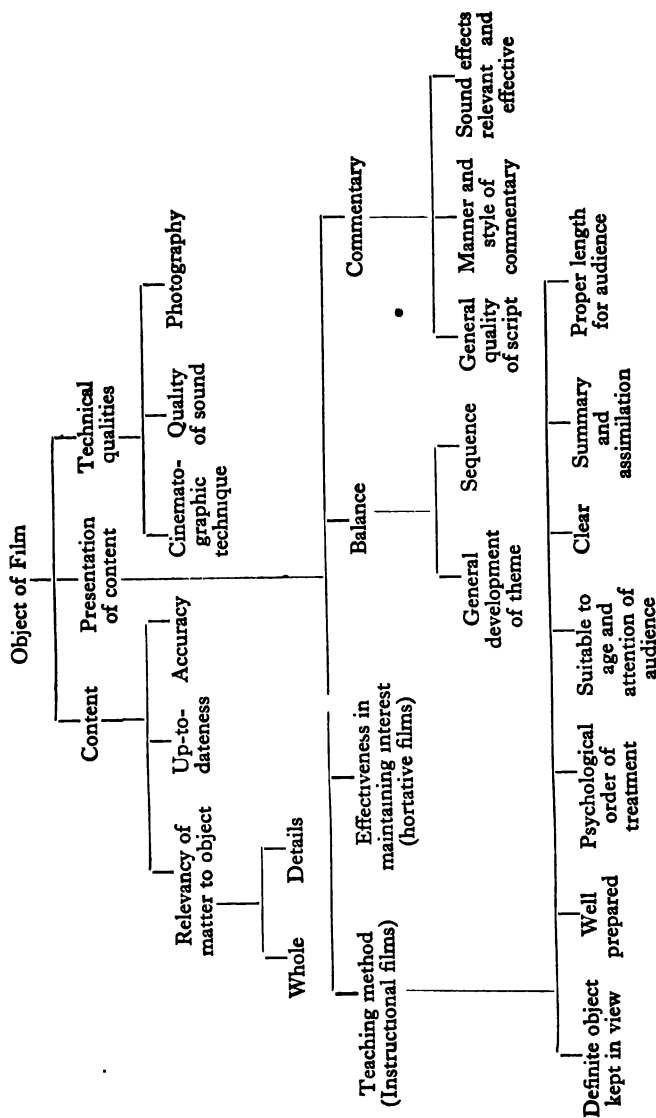 Object of Film
Content
Presentation
of content
Technical
qualities
Relevancy of
matter to object
Up-to-
dateness
Accuracy
Cinemato-
graphic
technique
Quality
of sound
Photography
Whole
Details
Teaching method
(Instructional films)
Effectiveness in
maintaining interest
(hortative films)
Balance
Commentary
General
development
of theme
Sequence
General
quality
of script
Manner and
style of
commentary
Sound effects
relevant and
effective
Definite object
kept in view
Well
prepared
Psychological
order of
treatment
Suitable to
age and
attention of
audience
Clear
Summary
and
assimilation
Proper length
for audience